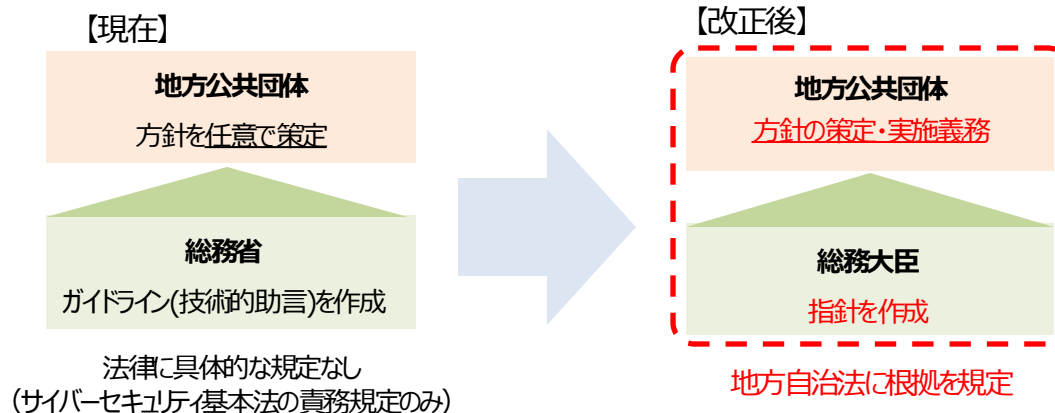 【現在】
地方公共団体
方針を任意で策定
総務省
ガイドライン(技術的助言)を作成
法律に具体的な規定なし
(サイバーセキュリティ基本法の責務規定のみ)
【改正後】
地方公共団体
方針の策定・実施義務
総務大臣
指針を作成
地方自治法に根拠を規定